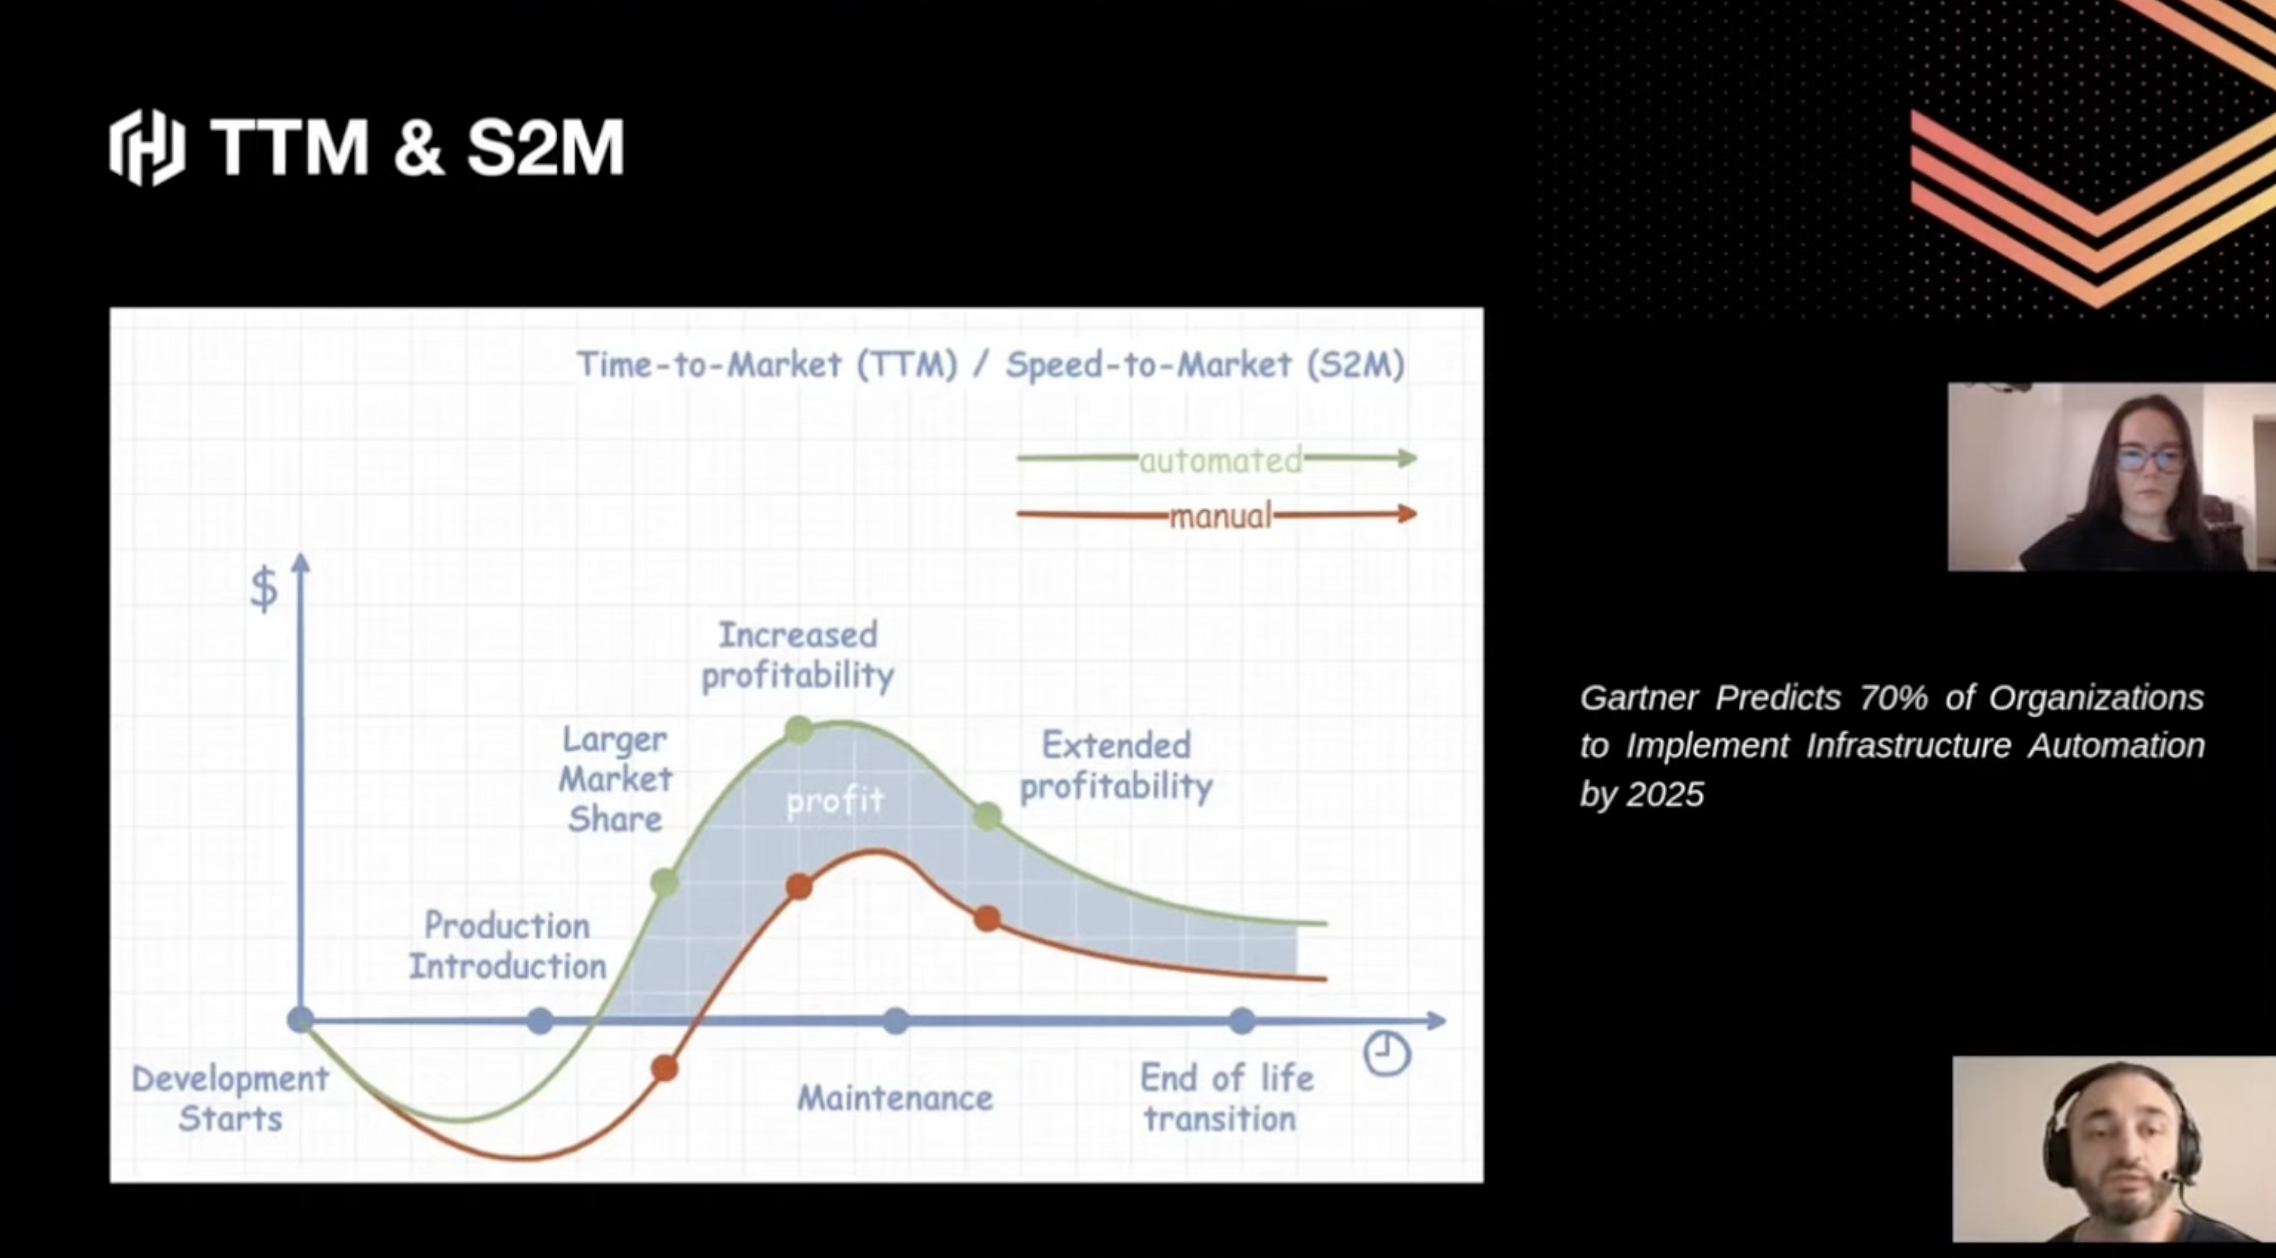 TTM & S2M
Time-to-Market (TTM) / Speed-to-Market (S2M)
automated
manual
$
Increased
profitability
Larger
Market
Share
Extended
profitability
profit
Production
Introduction
Development
Starts
Maintenance
End of life
transition
Gartner Predicts 70% of Organizations
to Implement Infrastructure Automation
by 2025